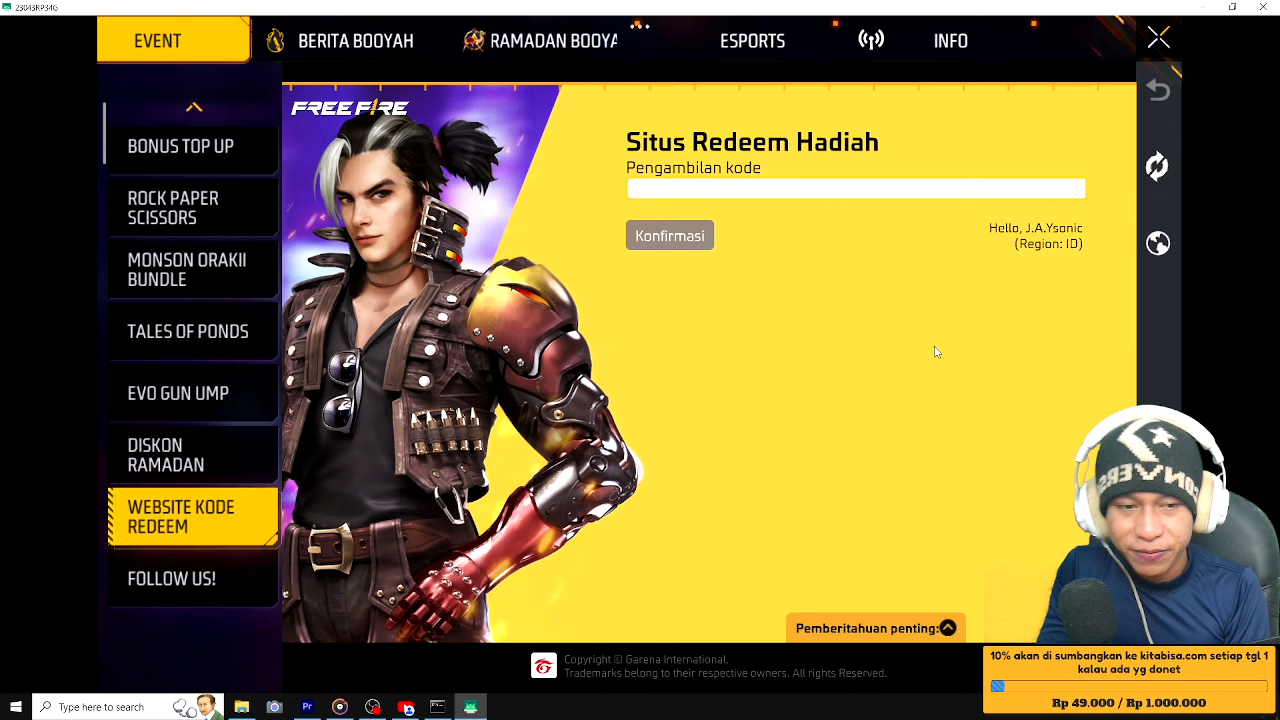 23043RP34G
EVENT
BERITA BOOYAH
RAMADAN BOOYA
ESPORTS
INFO
BONUS TOP UP
ROCK PAPER
SCISSORS
MONSON ORAKII
BUNDLE
TALES OF PONDS
EVO GUN UMP
DISKON
RAMADAN
WEBSITE KODE
REDEEM
FOLLOW US!
FREE FIRE
Situs Redeem Hadiah
Pengambilan kode
Konfirmasi
Hello, J.A.Ysonic
(Region: ID)
Pemberitahuan penting:
Copyright © Garena International.
Trademarks belong to their respective owners. All rights Reserved.
CONVERS
10% akan di sumbangkan ke kitabisa.com setiap tgl 1
kalau ada yg donet
Rp 49.000 / Rp 1.000.000
Type here to search
Pr